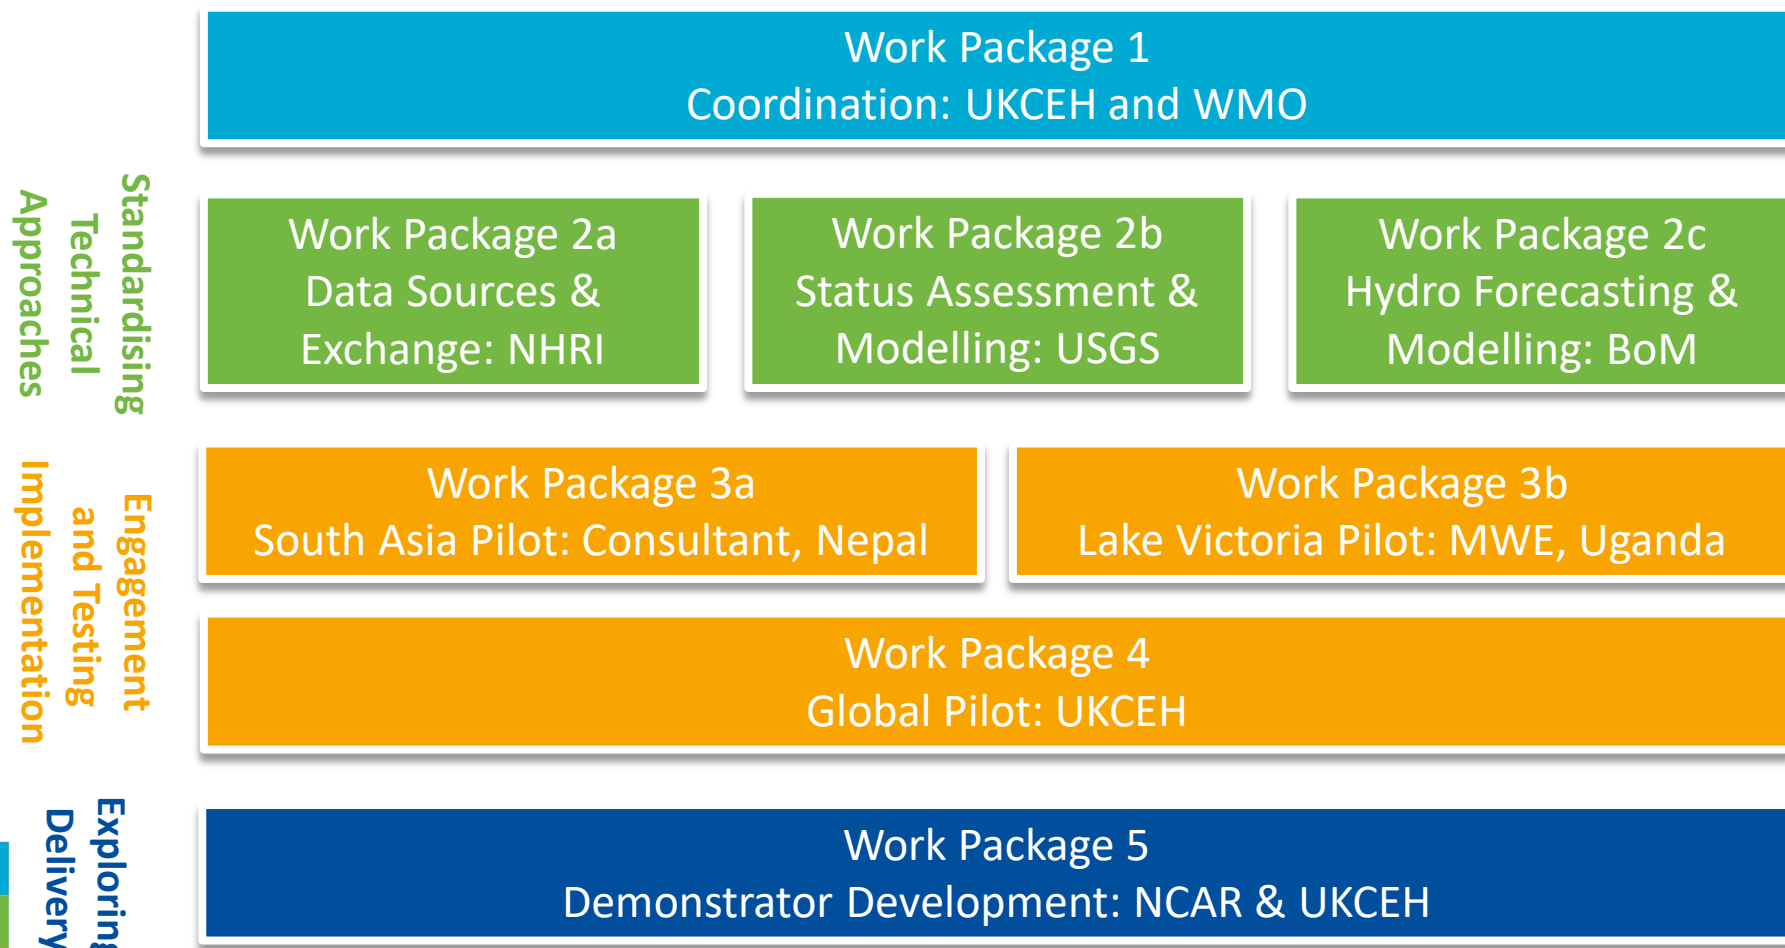 Work Package 1
Coordination: UKCEH and WMO
Standardising
Technical
Approaches
Work Package 2a
Data Sources &
Exchange: NHRI
Work Package 2b
Status Assessment &
Modelling: USGS
Work Package 2c
Hydro Forecasting &
Modelling: BoM
Engagement
and Testing
Implementation
Work Package 3a
South Asia Pilot: Consultant, Nepal
Work Package 3b
Lake Victoria Pilot: MWE, Uganda
Work Package 4
Global Pilot: UKCEH
Exploring
Delivery
Work Package 5
Demonstrator Development: NCAR & UKCEH